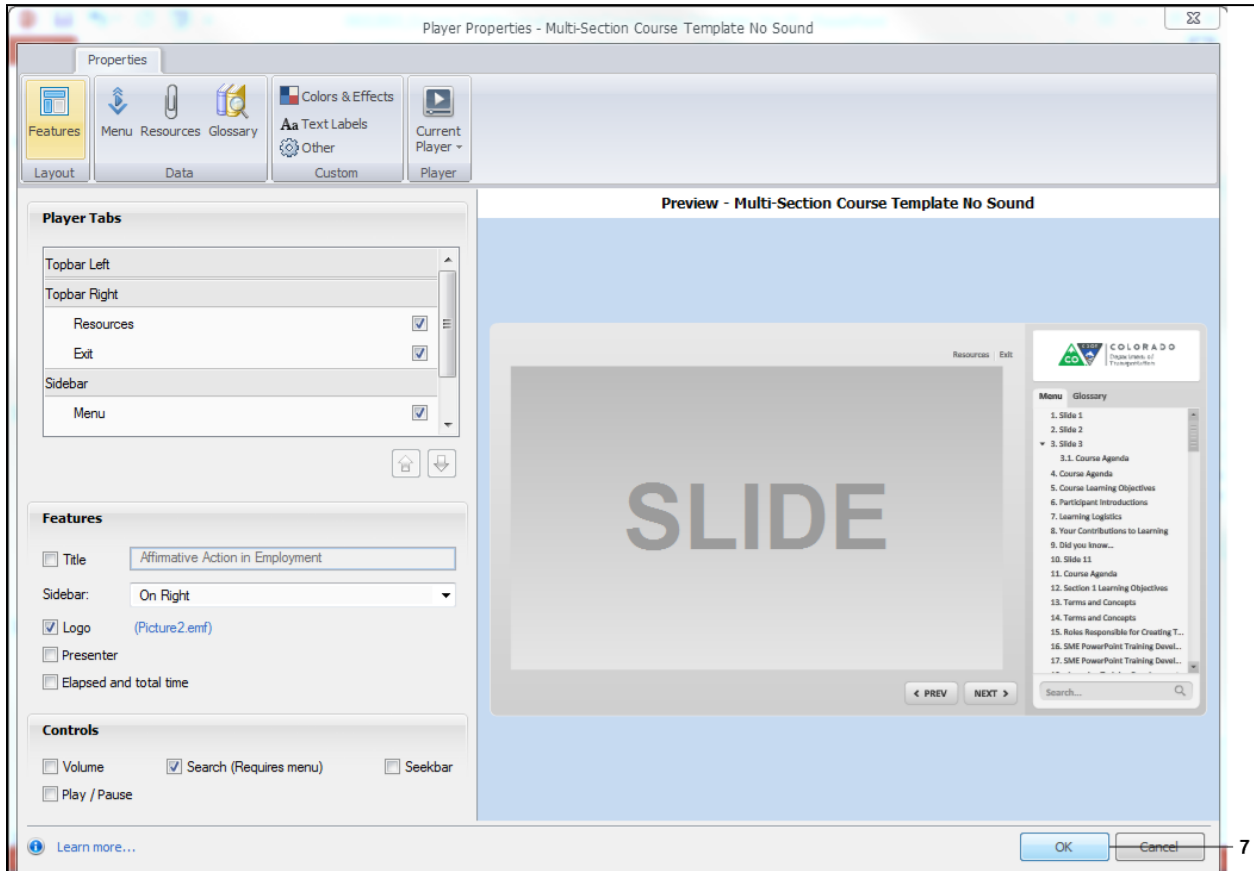 Player Properties - Multi-Section Course Template No Sound
Properties
Features
Menu
Resources
Glossary
Colors & Effects
Aa Text Labels
Other
Current Player
Layout
Data
Custom
Player
Player Tabs
Topbar Left
Topbar Right
Resources
Exit
Sidebar
Menu
Features
Title
Affirmative Action in Employment
Sidebar:
On Right
Logo
(Picture2.emf)
Presenter
Elapsed and total time
Controls
Volume
Search (Requires menu)
Seekbar
Play / Pause
Learn more...
Preview - Multi-Section Course Template No Sound
Resources
Exit
SLIDE
< PREV
NEXT >
CO
COLORADO
Department of
Transportation
Menu
Glossary
1. Slide 1
2. Slide 2
3. Slide 3
3.1. Course Agenda
4. Course Agenda
5. Course Learning Objectives
6. Participant Introductions
7. Learning Logistics
8. Your Contributions to Learning
9. Did you know...
10. Slide 11
11. Course Agenda
12. Section 1 Learning Objectives
13. Terms and Concepts
14. Terms and Concepts
15. Roles Responsible for Creating T...
16. SME PowerPoint Training Devel...
17. SME PowerPoint Training Devel...
Search...
OK
Cancel
7